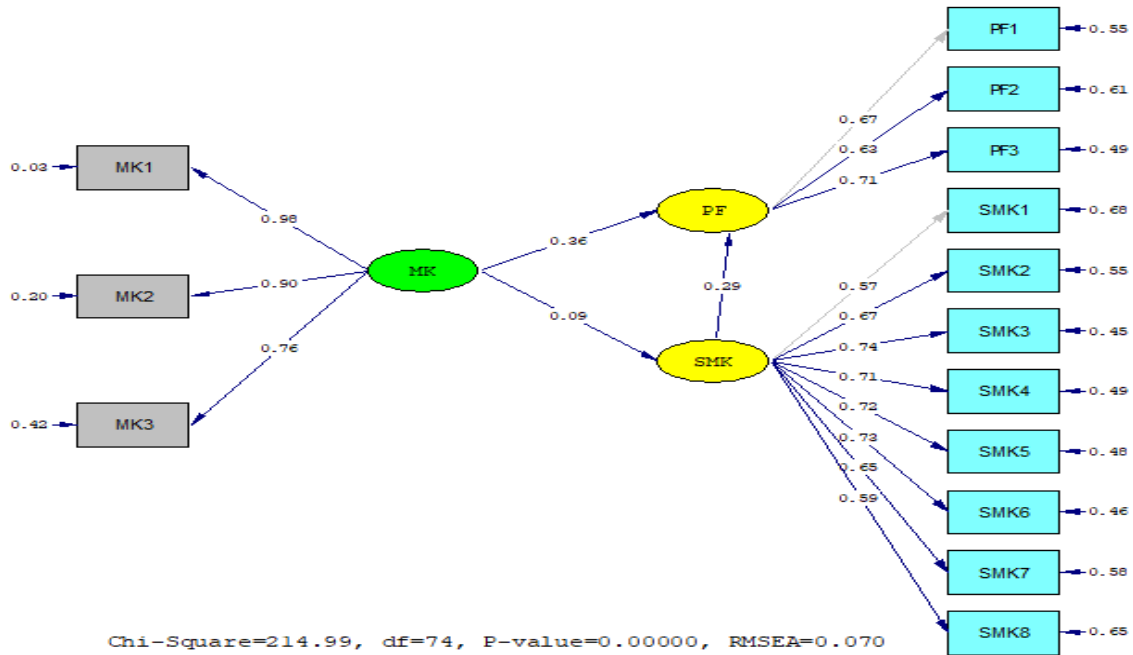 PF1
0.55
PF2
0.61
PF3
0.49
SMK1
0.68
SMK2
0.55
SMK3
0.45
SMK4
0.49
SMK5
0.48
SMK6
0.46
SMK7
0.58
SMK8
0.65
0.67
0.63
0.71
0.57
0.67
0.74
0.71
0.72
0.73
0.65
0.59
0.03
MK1
0.20
MK2
0.42
MK3
0.98
0.90
0.76
MK
0.36
0.09
PF
0.29
SMK
Chi-Square=214.99, df=74, P-value=0.00000, RMSEA=0.070